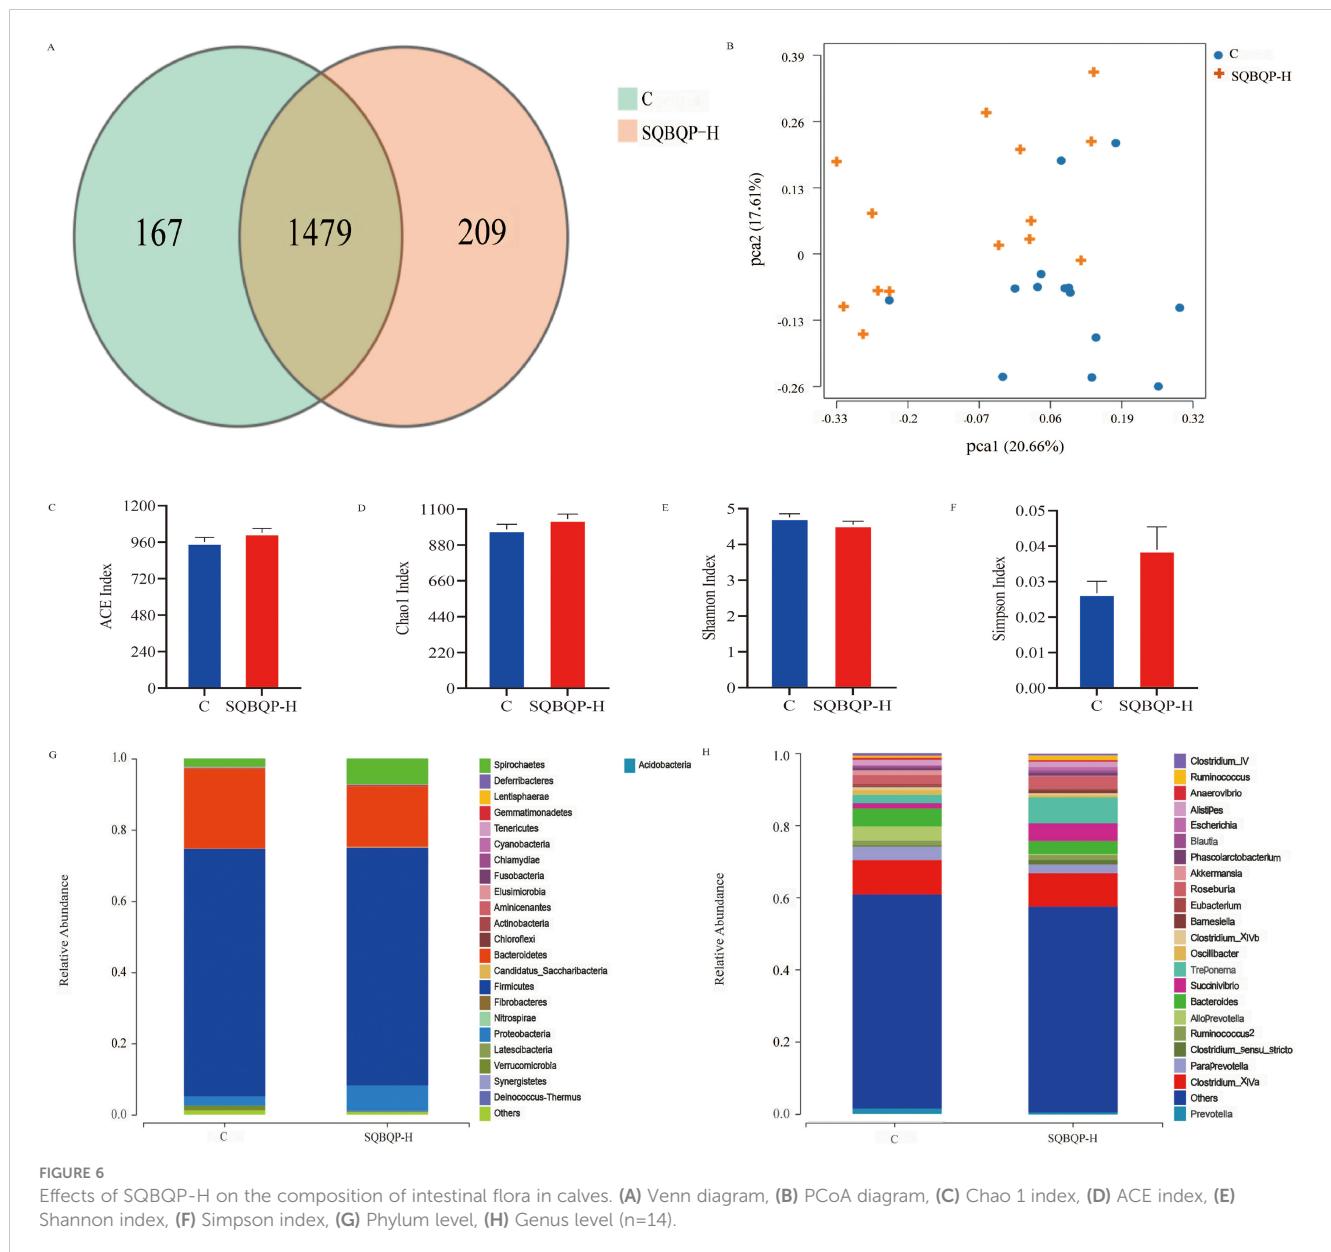 A
167
1479
209
C
SQBQP-H
B
0.39
0.26
0.13
0
-0.13
-0.26
-0.33
-0.2
-0.07
0.06
0.19
0.32
pca2 (17.61%)
pca1 (20.66%)
C
SQBQP-H
C
1200
960
720
480
240
0
ACE Index
C
SQBQP-H
D
1100
880
660
440
220
0
Chao1 Index
C
SQBQP-H
E
5
4
3
2
1
0
Shannon Index
C
SQBQP-H
F
0.05
0.04
0.03
0.02
0.01
0.00
Simpson Index
C
SQBQP-H
G
1.0
0.8
0.6
0.4
0.2
0.0
Relative Abundance
C
SQBQP-H
Spirochaetes
Deferribacteres
Lentisphaerae
Gemmatimonadetes
Tenericutes
Cyanobacteria
Chlamydiae
Fusobacteria
Elusimicrobia
Aminicenantes
Actinobacteria
Chloroflexi
Bacteroidetes
Candidatus_Saccharibacteria
Firmicutes
Fibrobacteres
Nitrospirae
Proteobacteria
Latescibacteria
Verrucomicrobia
Synergistetes
Deinococcus-Thermus
Others
Acidobacteria
H
1.0
0.8
0.6
0.4
0.2
0.0
Relative Abundance
C
SQBQP-H
Clostridium_IV
Ruminococcus
Anaerovibrio
Alistipes
Escherichia
Blautia
Phascolarctobacterium
Akkermansia
Roseburia
Eubacterium
Barnesiella
Clostridium_XIVb
Oscillibacter
Treponema
Succinivibrio
Bacteroides
Alloprevotella
Ruminococcus2
Clostridium_sensu_stricto
Paraprevotella
Clostridium_XIVa
Others
Prevotella
FIGURE 6
Effects of SQBQP-H on the composition of intestinal flora in calves. (A) Venn diagram, (B) PCoA diagram, (C) Chao 1 index, (D) ACE index, (E)
Shannon index, (F) Simpson index, (G) Phylum level, (H) Genus level (n=14).